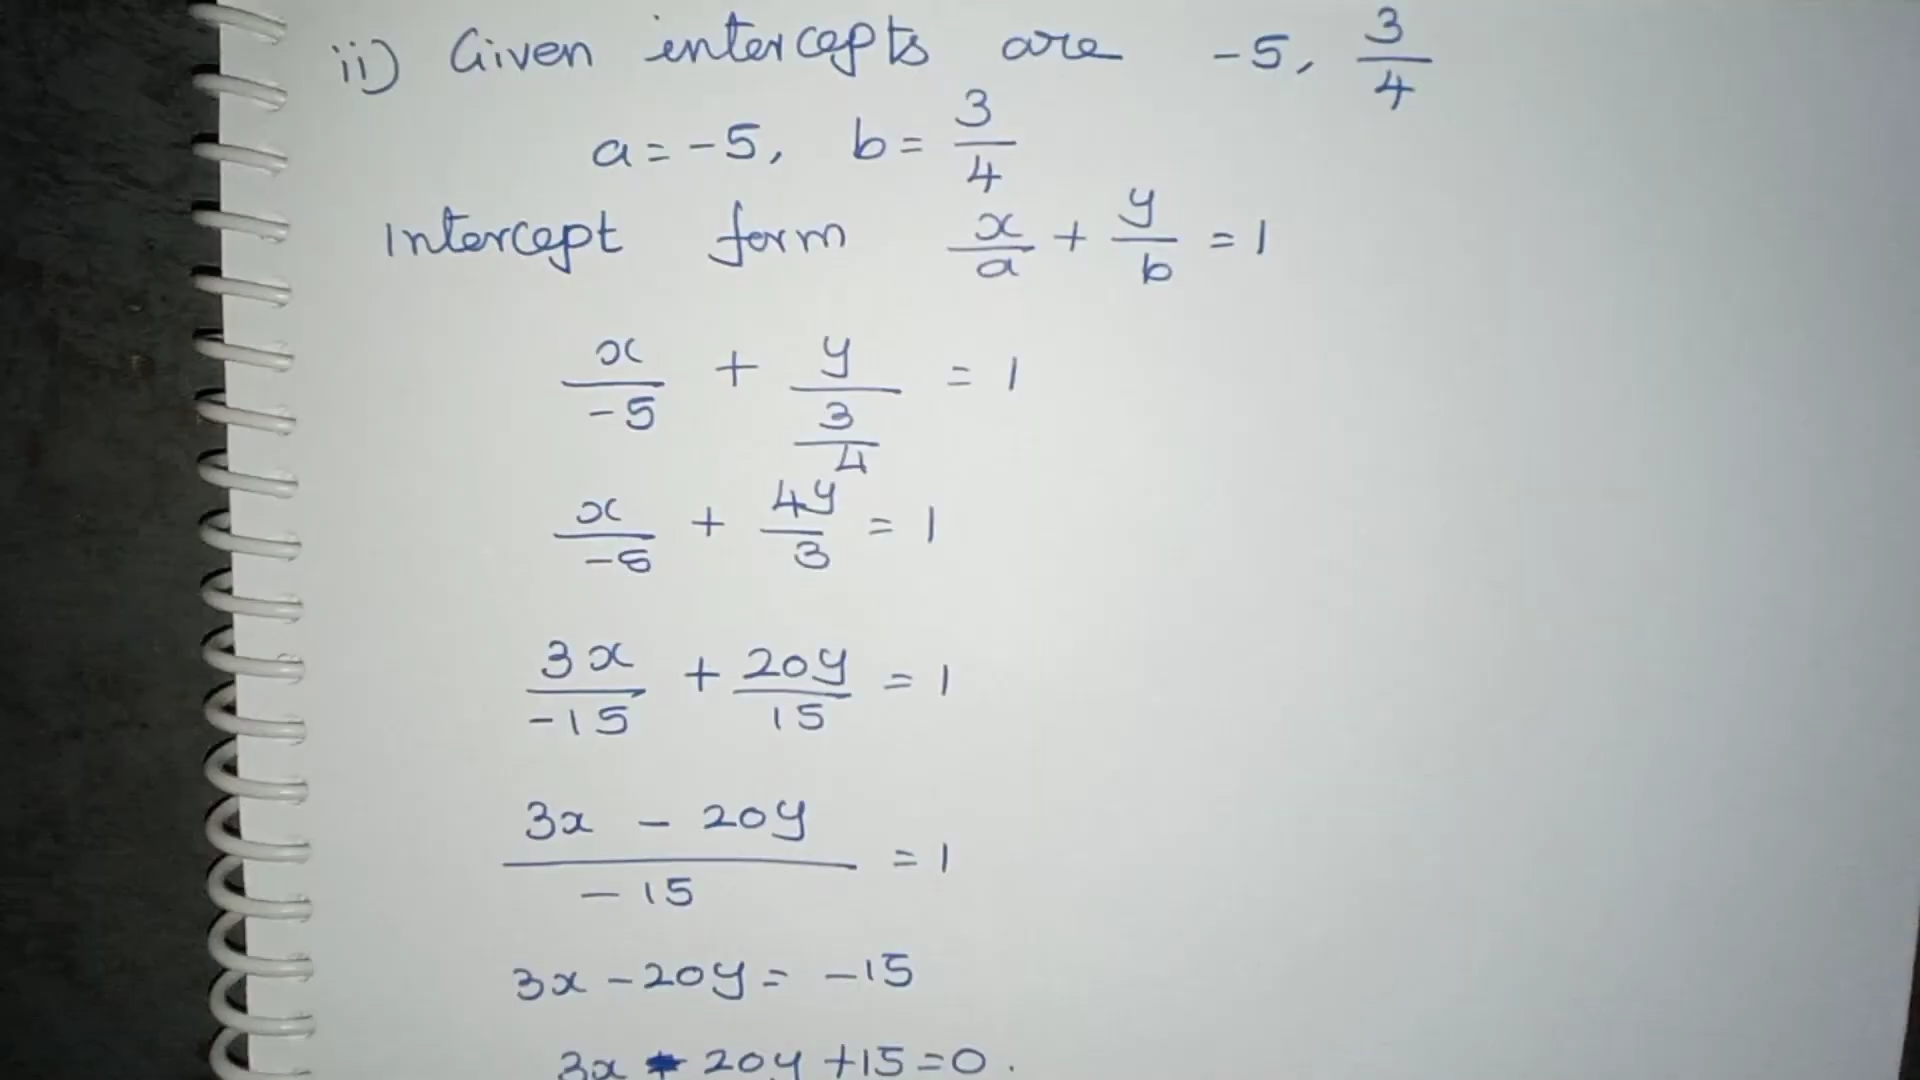 ii) Given intercepts are -5, 3/4
a = -5, b = 3/4
Intercept form x/a + y/b = 1
x/-5 + y/(3/4) = 1
x/-5 + 4y/3 = 1
3x/-15 + 20y/15 = 1
(3x - 20y)/-15 = 1
3x - 20y = -15
3x - 20y + 15 = 0.